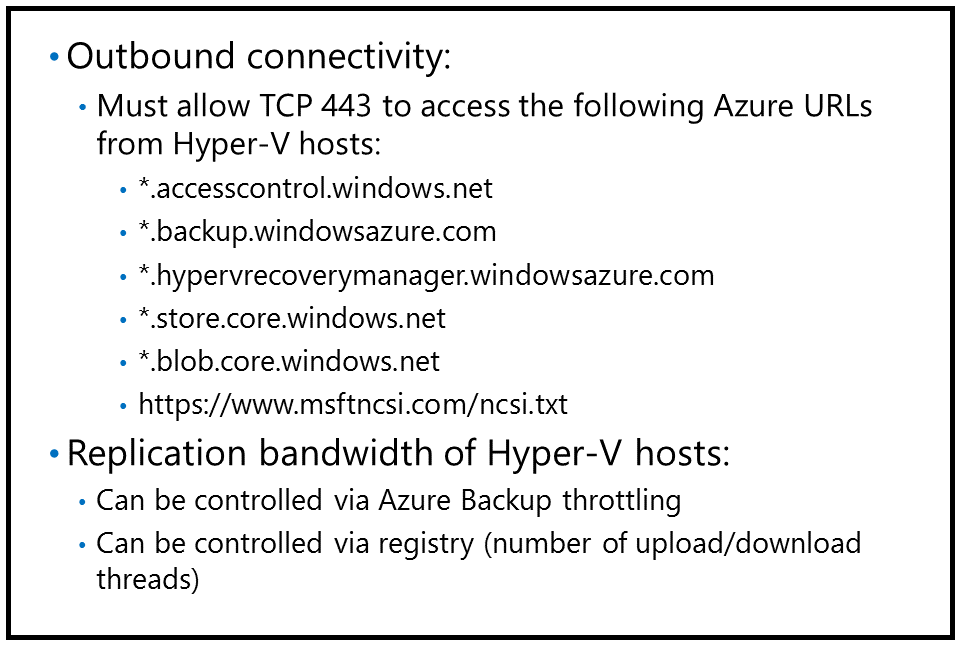 • Outbound connectivity:
• Must allow TCP 443 to access the following Azure URLs
from Hyper-V hosts:
• *.accesscontrol.windows.net
• *.backup.windowsazure.com
• *.hypervrecoverymanager.windowsazure.com
• *.store.core.windows.net
• *.blob.core.windows.net
• https://www.msftncsi.com/ncsi.txt
• Replication bandwidth of Hyper-V hosts:
• Can be controlled via Azure Backup throttling
• Can be controlled via registry (number of upload/download
threads)